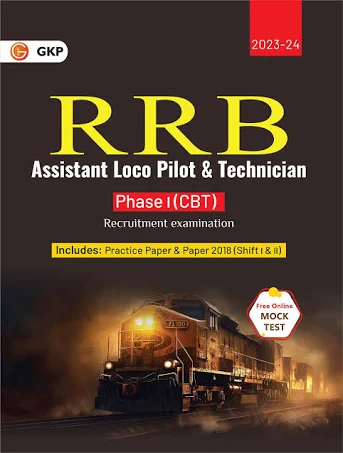 2023-24
G GKP
RRB
Assistant Loco Pilot & Technician
Phase I (CBT)
Recruitment examination
Includes: Practice Paper & Paper 2018 (Shift I & II)
Free Online
MOCK
TEST